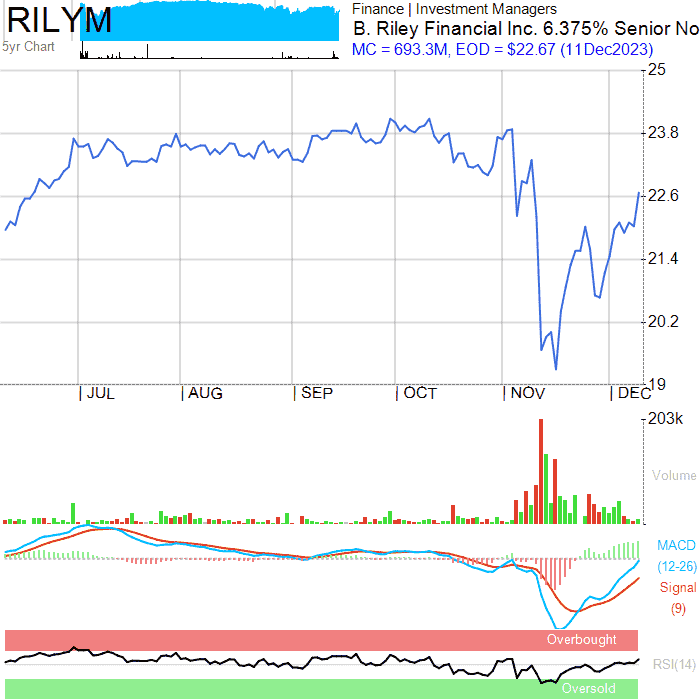 RILYM
Finance | Investment Managers
B. Riley Financial Inc. 6.375% Senior No
5yr Chart
MC = 693.3M, EOD = $22.67 (11Dec2023)
25
23.8
22.6
21.4
20.2
19
JUL AUG SEP OCT NOV DEC
203k
Volume
MACD
(12-26)
Signal
(9)
Overbought
RSI(14)
Oversold